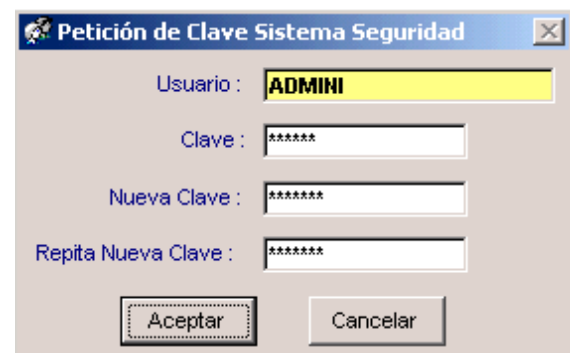 Petición de Clave Sistema Seguridad
Usuario : ADMINI
Clave : ******
Nueva Clave : *******
Repita Nueva Clave : *******
Aceptar Cancelar